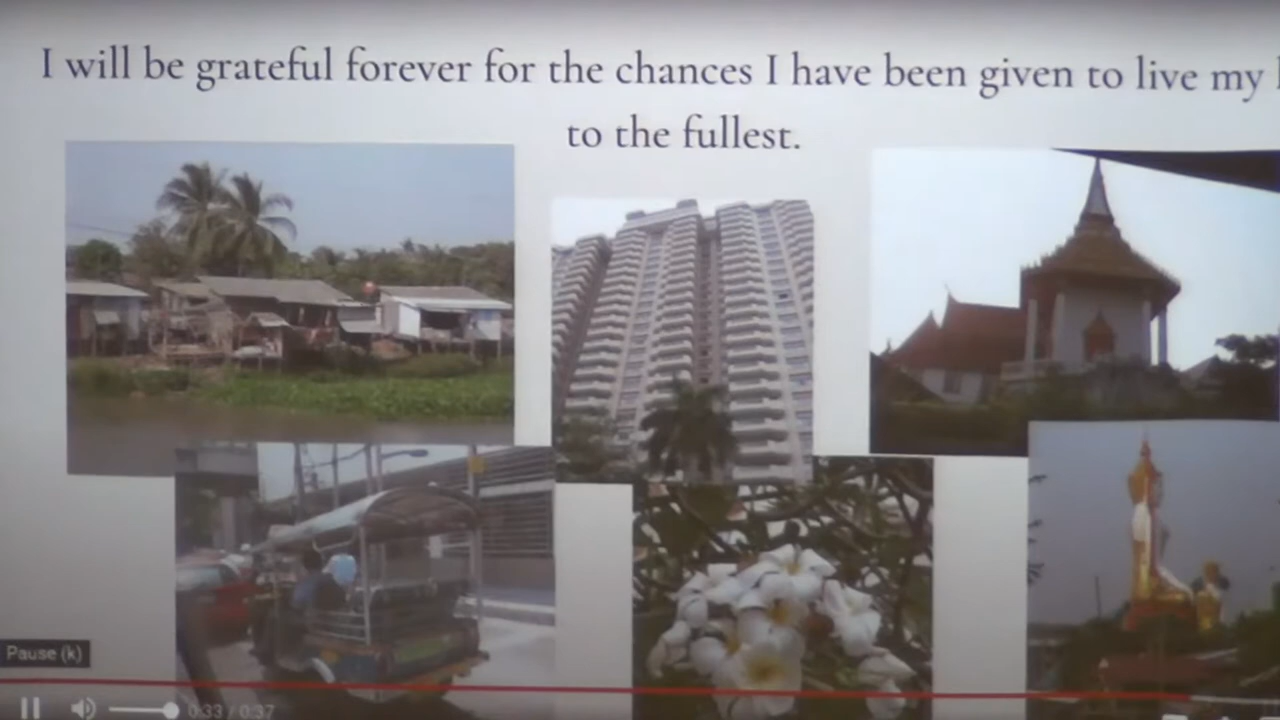 I will be grateful forever for the chances I have been given to live my
to the fullest.
Pause (k)
0:33 / 0:37